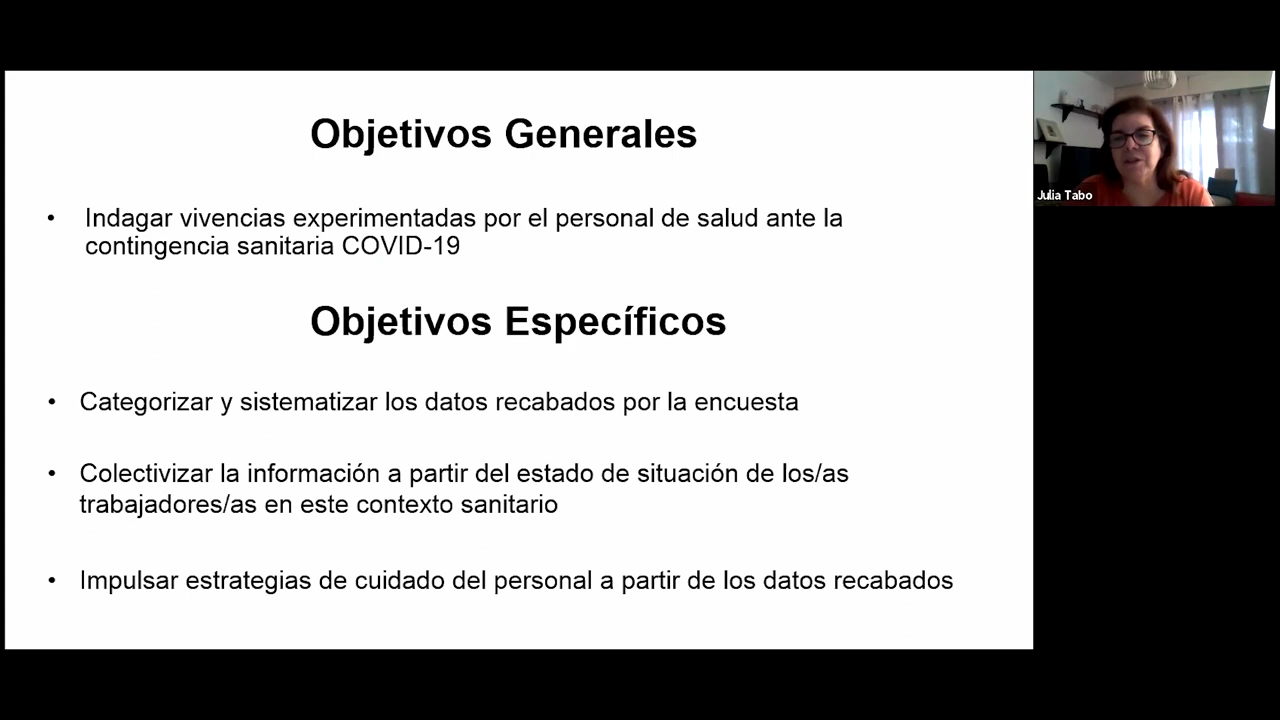 Objetivos Generales
• Indagar vivencias experimentadas por el personal de salud ante la
contingencia sanitaria COVID-19
Objetivos Específicos
• Categorizar y sistematizar los datos recabados por la encuesta
• Colectivizar la información a partir del estado de situación de los/as
trabajadores/as en este contexto sanitario
• Impulsar estrategias de cuidado del personal a partir de los datos recabados
Julia Tabo